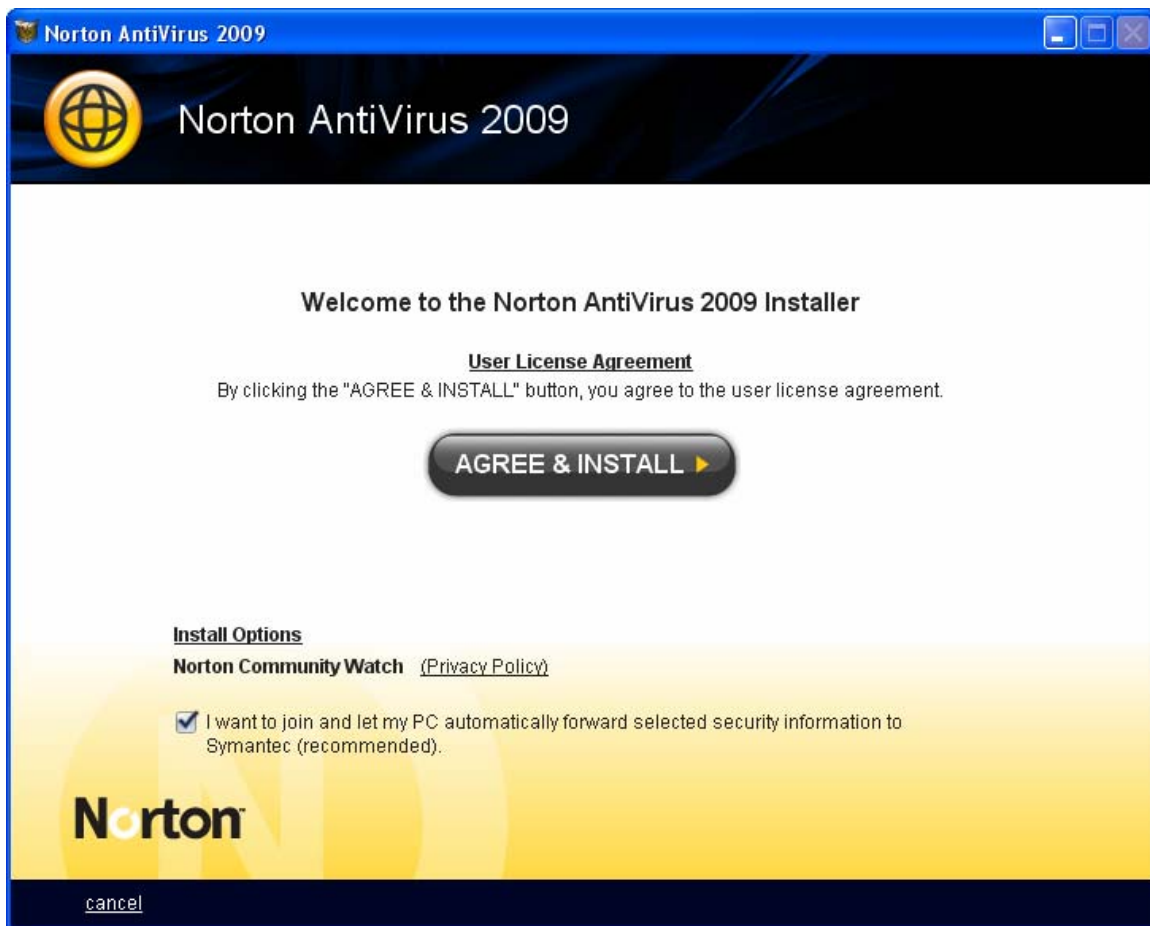 Norton AntiVirus 2009
Norton AntiVirus 2009
Welcome to the Norton AntiVirus 2009 Installer
User License Agreement
By clicking the "AGREE & INSTALL" button, you agree to the user license agreement.
AGREE & INSTALL
Install Options
Norton Community Watch (Privacy Policy)
I want to join and let my PC automatically forward selected security information to
Symantec (recommended).
Norton™
cancel